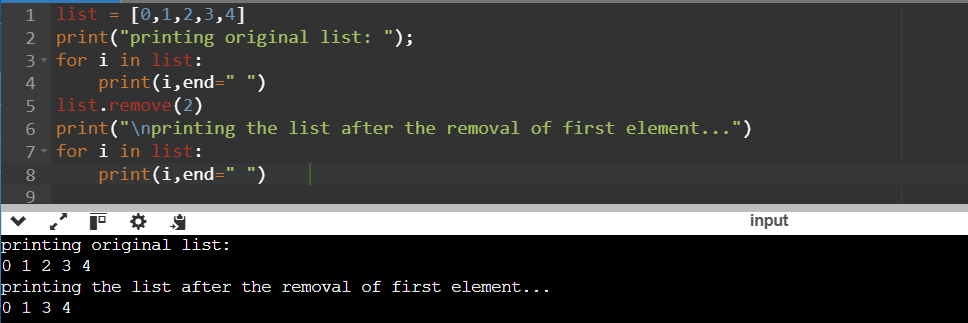 1 list = [0,1,2,3,4]
2 print("printing original list: ");
3 for i in list:
4     print(i,end=" ")
5 list.remove(2)
6 print("\nprinting the list after the removal of first element...")
7 for i in list:
8     print(i,end=" ")
9
input
printing original list:
0 1 2 3 4
printing the list after the removal of first element...
0 1 3 4